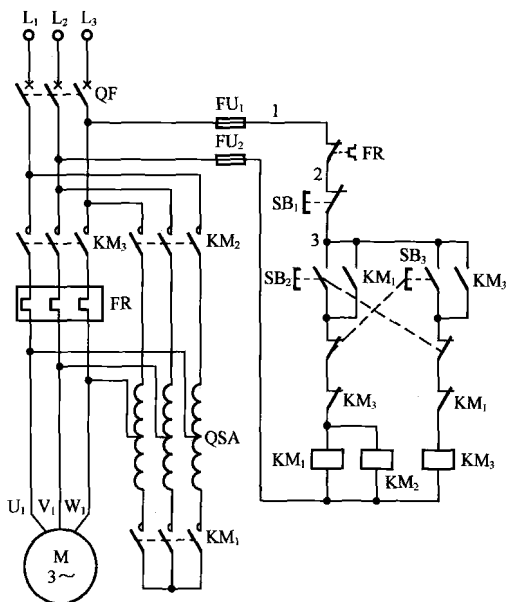 L₁ L₂ L₃
QF
FU₁ 1
FU₂
FR
2
SB₁
3
KM₃ KM₂
SB₂ KM₁ SB₃ KM₃
FR
KM₃ KM₁
QSA
KM₁ KM₂ KM₃
U₁ V₁ W₁
KM₁
M
3~